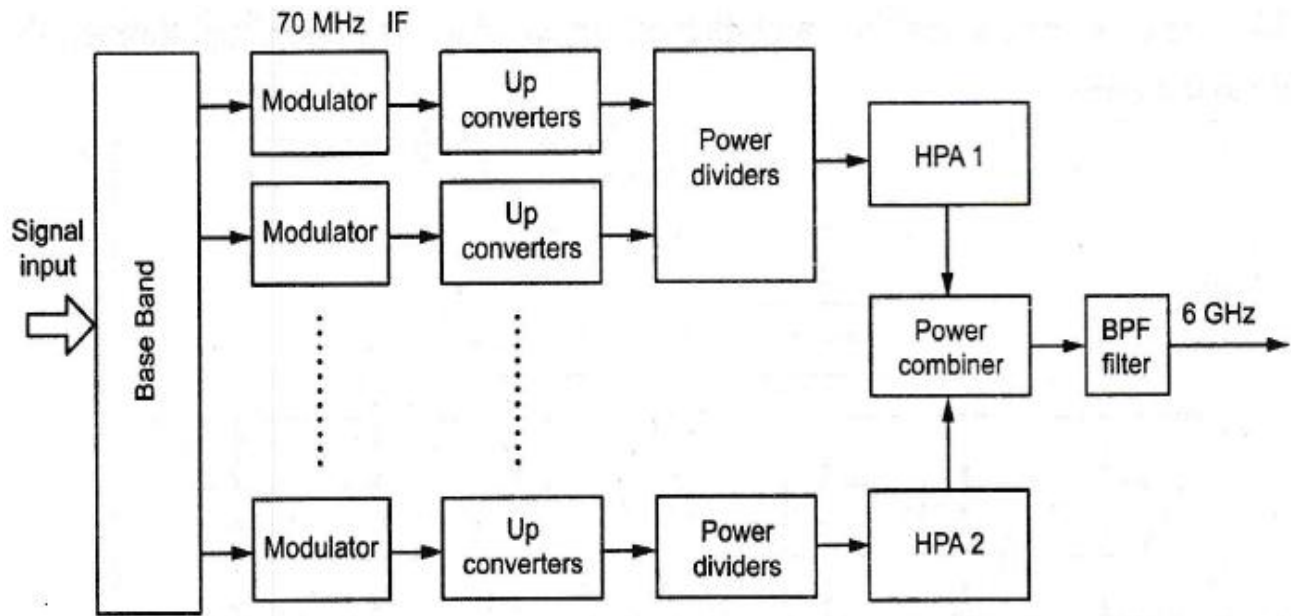 70 MHz IF
Modulator
Up
converters
Power
dividers
HPA 1
Modulator
Up
converters
Signal
input
Base Band
Power
combiner
BPF
filter
6 GHz
Modulator
Up
converters
Power
dividers
HPA 2